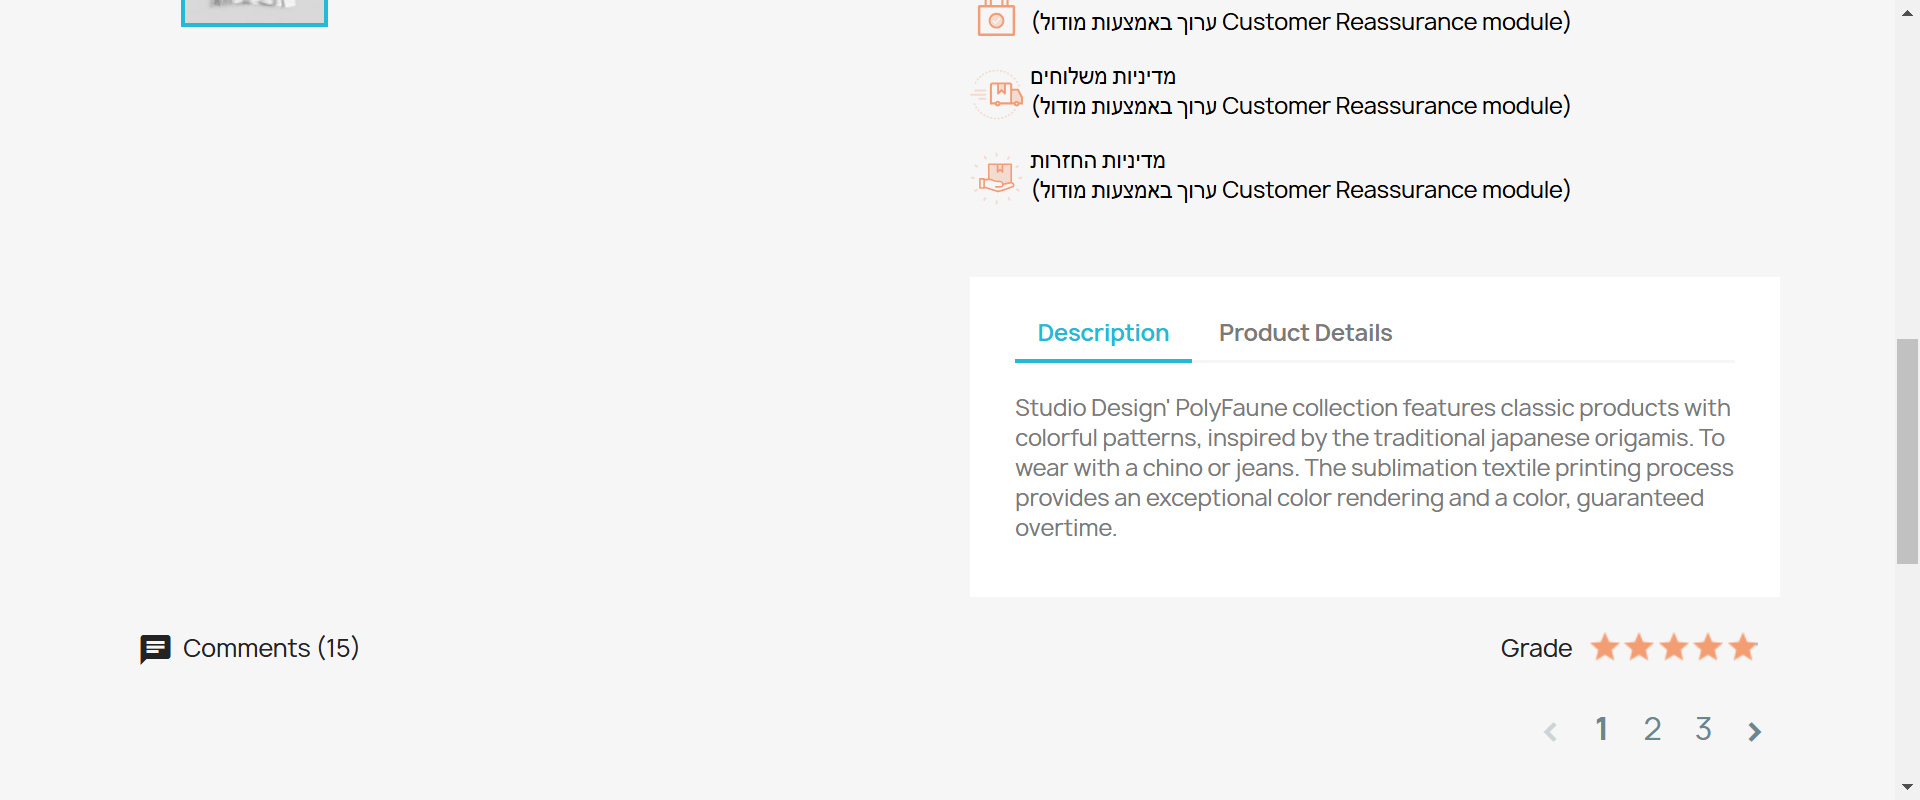 (ערוך באמצעות מודול Customer Reassurance module)
מדיניות משלוחים
(ערוך באמצעות מודול Customer Reassurance module)
מדיניות החזרות
(ערוך באמצעות מודול Customer Reassurance module)
Description Product Details
Studio Design' PolyFaune collection features classic products with
colorful patterns, inspired by the traditional japanese origamis. To
wear with a chino or jeans. The sublimation textile printing process
provides an exceptional color rendering and a color, guaranteed
overtime.
Comments (15) Grade
1 2 3